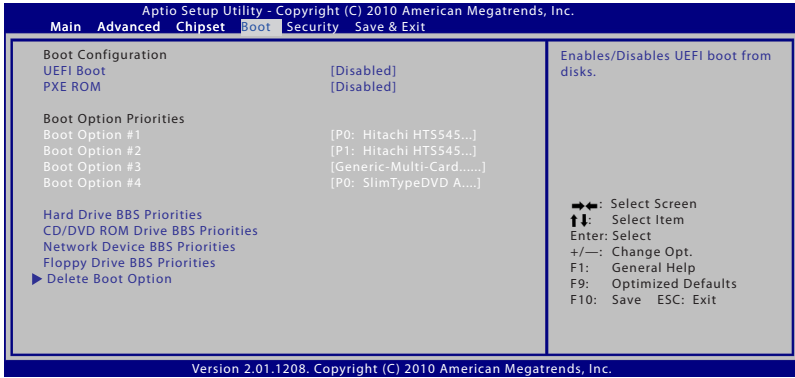 Aptio Setup Utility - Copyright (C) 2010 American Megatrends, Inc.
Main Advanced Chipset Boot Security Save & Exit
Boot Configuration
UEFI Boot [Disabled]
PXE ROM [Disabled]
Boot Option Priorities
Boot Option #1 [P0: Hitachi HTS545...]
Boot Option #2 [P1: Hitachi HTS545...]
Boot Option #3 [Generic-Multi-Card......]
Boot Option #4 [P0: SlimTypeDVD A....]
Hard Drive BBS Priorities
CD/DVD ROM Drive BBS Priorities
Network Device BBS Priorities
Floppy Drive BBS Priorities
Delete Boot Option
Enables/Disables UEFI boot from
disks.
→←: Select Screen
↑↓: Select Item
Enter: Select
+/—: Change Opt.
F1: General Help
F9: Optimized Defaults
F10: Save ESC: Exit
Version 2.01.1208. Copyright (C) 2010 American Megatrends, Inc.